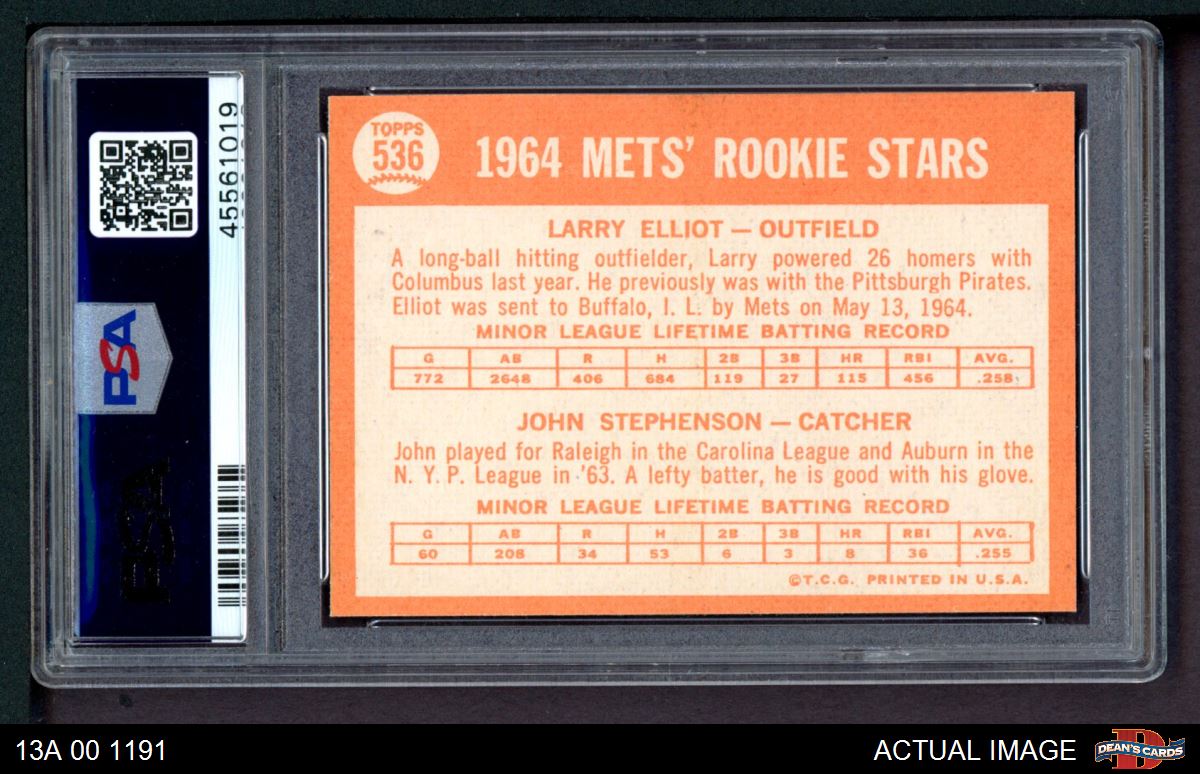 45561019
PSA
PSA
TOPPS
536
1964 METS' ROOKIE STARS
LARRY ELLIOT — OUTFIELD
A long-ball hitting outfielder, Larry powered 26 homers with
Columbus last year. He previously was with the Pittsburgh Pirates.
Elliot was sent to Buffalo, I. L. by Mets on May 13, 1964.
MINOR LEAGUE LIFETIME BATTING RECORD
G AB R H 2B 3B HR RBI AVG.
772 2648 406 684 119 27 115 456 .258
JOHN STEPHENSON — CATCHER
John played for Raleigh in the Carolina League and Auburn in the
N. Y. P. League in '63. A lefty batter, he is good with his glove.
MINOR LEAGUE LIFETIME BATTING RECORD
G AB R H 2B 3B HR RBI AVG.
60 208 34 53 6 3 8 36 .255
©T.C.G. PRINTED IN U.S.A.
13A 00 1191
ACTUAL IMAGE
DEAN'S CARDS